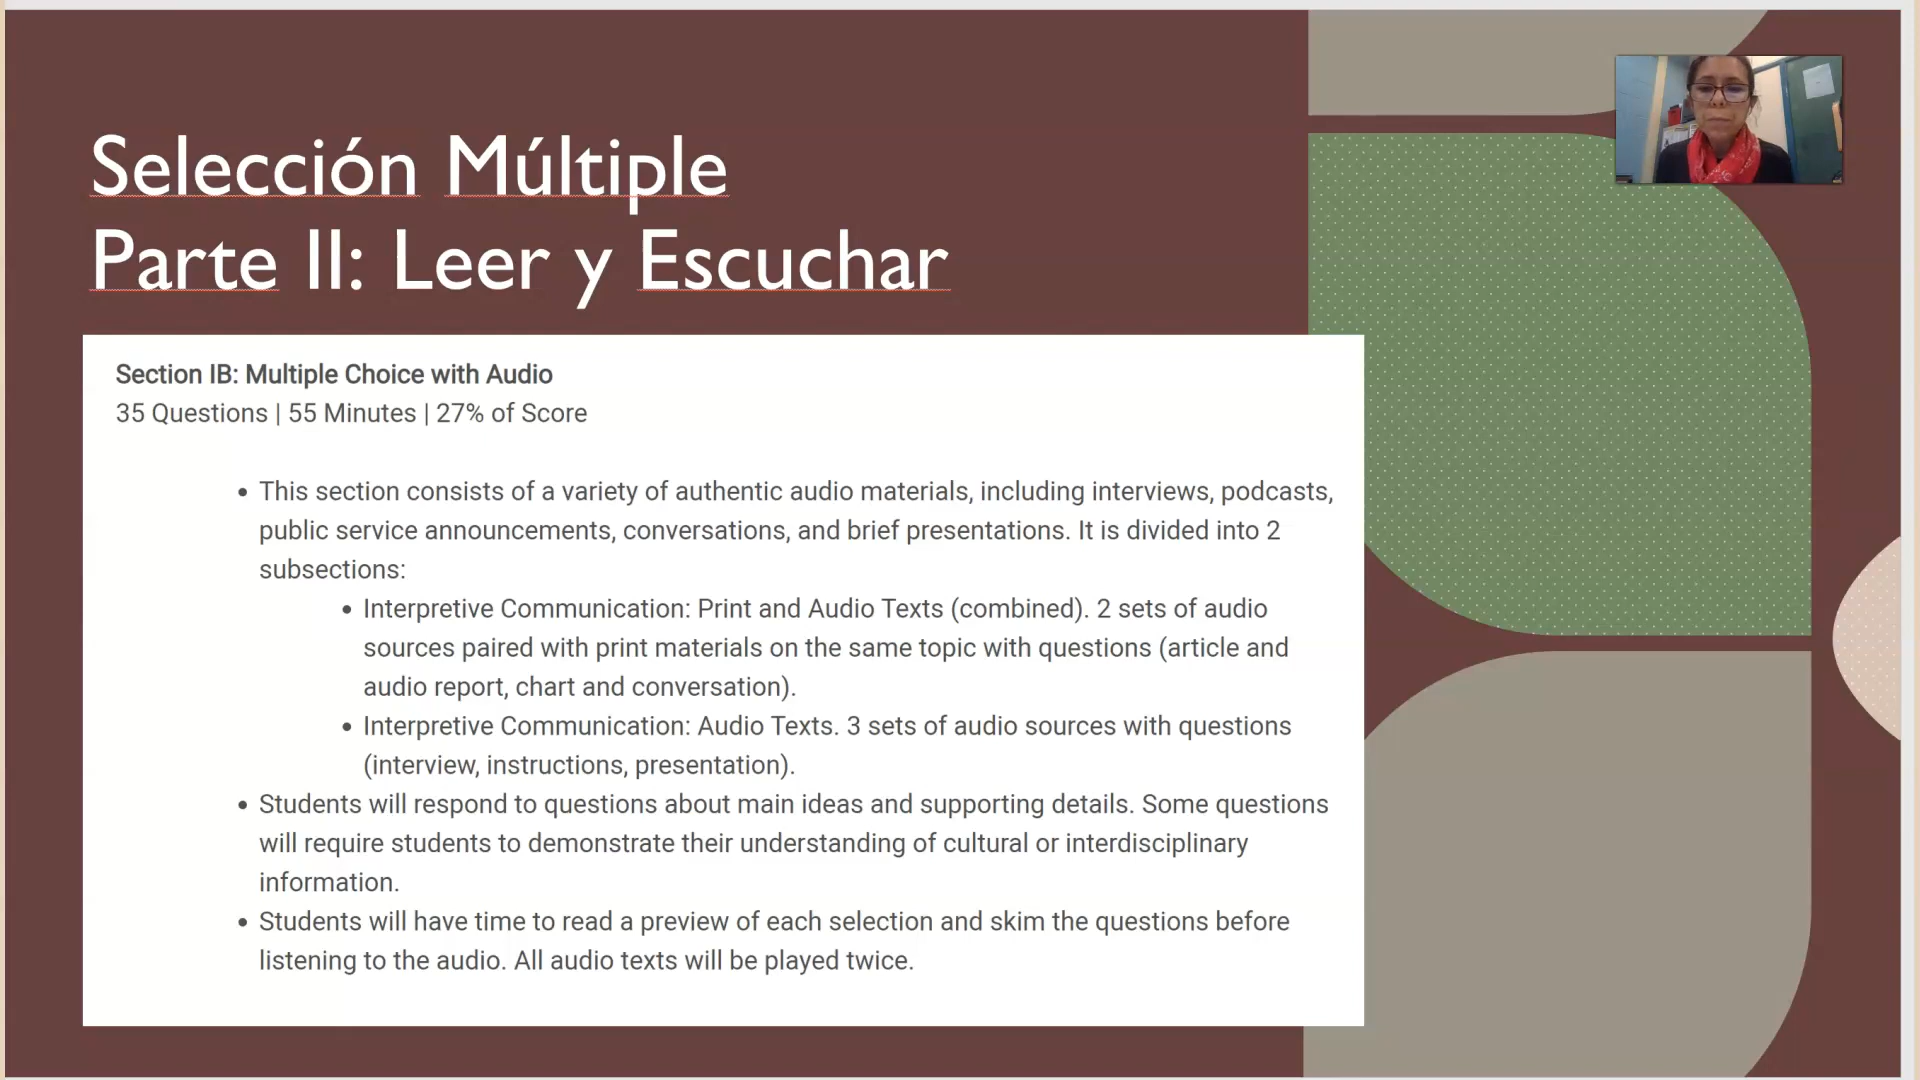 Selección Múltiple
Parte II: Leer y Escuchar
Section IB: Multiple Choice with Audio
35 Questions | 55 Minutes | 27% of Score
• This section consists of a variety of authentic audio materials, including interviews, podcasts,
public service announcements, conversations, and brief presentations. It is divided into 2
subsections:
• Interpretive Communication: Print and Audio Texts (combined). 2 sets of audio
sources paired with print materials on the same topic with questions (article and
audio report, chart and conversation).
• Interpretive Communication: Audio Texts. 3 sets of audio sources with questions
(interview, instructions, presentation).
• Students will respond to questions about main ideas and supporting details. Some questions
will require students to demonstrate their understanding of cultural or interdisciplinary
information.
• Students will have time to read a preview of each selection and skim the questions before
listening to the audio. All audio texts will be played twice.